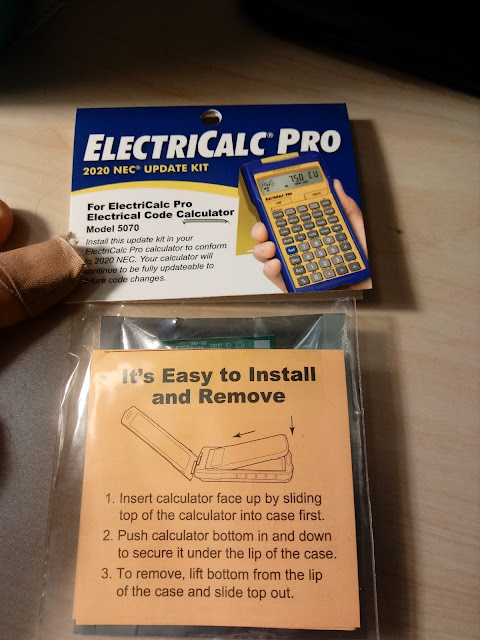 ELECTRICALC® PRO
2020 NEC® UPDATE KIT
For ElectriCalc Pro
Electrical Code Calculator
Model 5070
Install this update kit in your
ElectriCalc Pro calculator to conform
to 2020 NEC. Your calculator will
continue to be fully updateable to
future code changes.
AWG 750 CU
ELECTRICALC PRO
It's Easy to Install
and Remove
1. Insert calculator face up by sliding
top of the calculator into case first.
2. Push calculator bottom in and down
to secure it under the lip of the case.
3. To remove, lift bottom from the lip
of the case and slide top out.